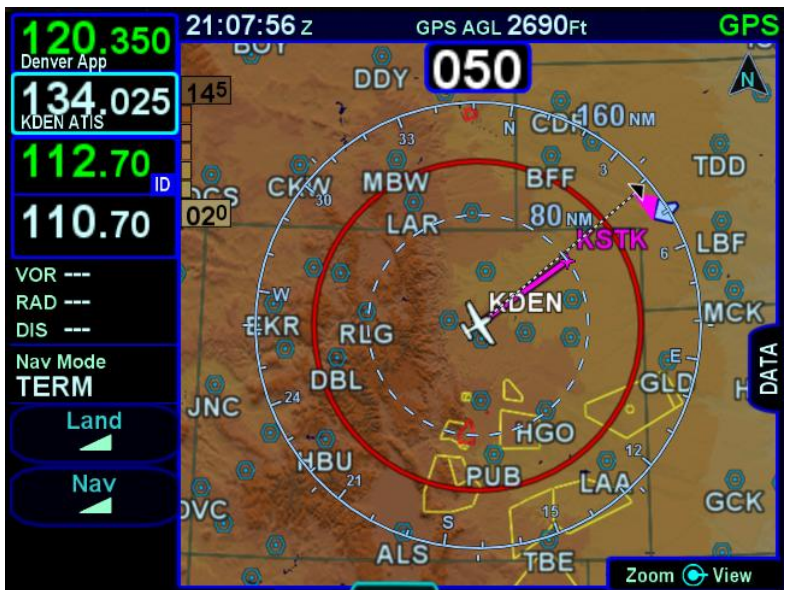 120.350
Denver App
21:07:56 Z
GPS AGL 2690Ft
GPS
134.025
KDEN ATIS
112.70
ID
110.70
VOR ---
RAD ---
DIS ---
Nav Mode
TERM
Land
Nav
050
N
14⁵
02⁰
BOY
DDY
CDF
160 NM
TDD
N
33
3
CKW
MBW
BFF
30
LAR
80 NM
KSTK
6
LBF
W
KDEN
EKR
RLG
MCK
E
DBL
GLD
DATA
24
JNC
HGO
HBU
12
PUB
LAA
21
GCK
S
15
ALS
TBE
Zoom View